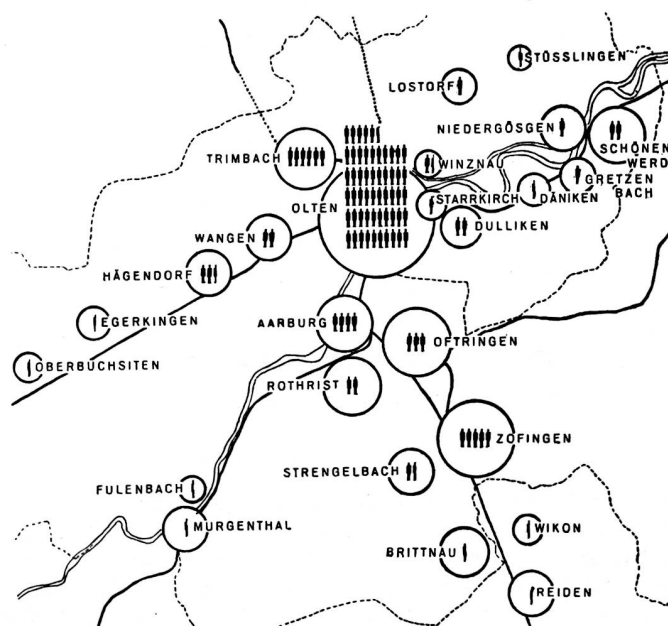 STÜSSLINGEN
LOSTORF
NIEDERGÖSGEN
SCHÖNEN
WERD
TRIMBACH
WINZNAU
GRETZEN
BACH
OLTEN
STARRKIRCH
DÄNIKEN
DULLIKEN
WANGEN
HÄGENDORF
EGERKINGEN
AARBURG
OFTRINGEN
OBERBUCHSITEN
ROTHRIST
ZOFINGEN
STRENGELBACH
FULENBACH
MURGENTHAL
WIKON
BRITTNAU
REIDEN